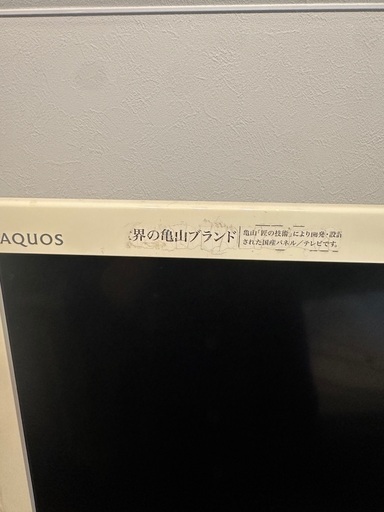 AQUOS
界の亀山ブランド
亀山「匠の技術」により開発・設計
された国産パネル／テレビです。